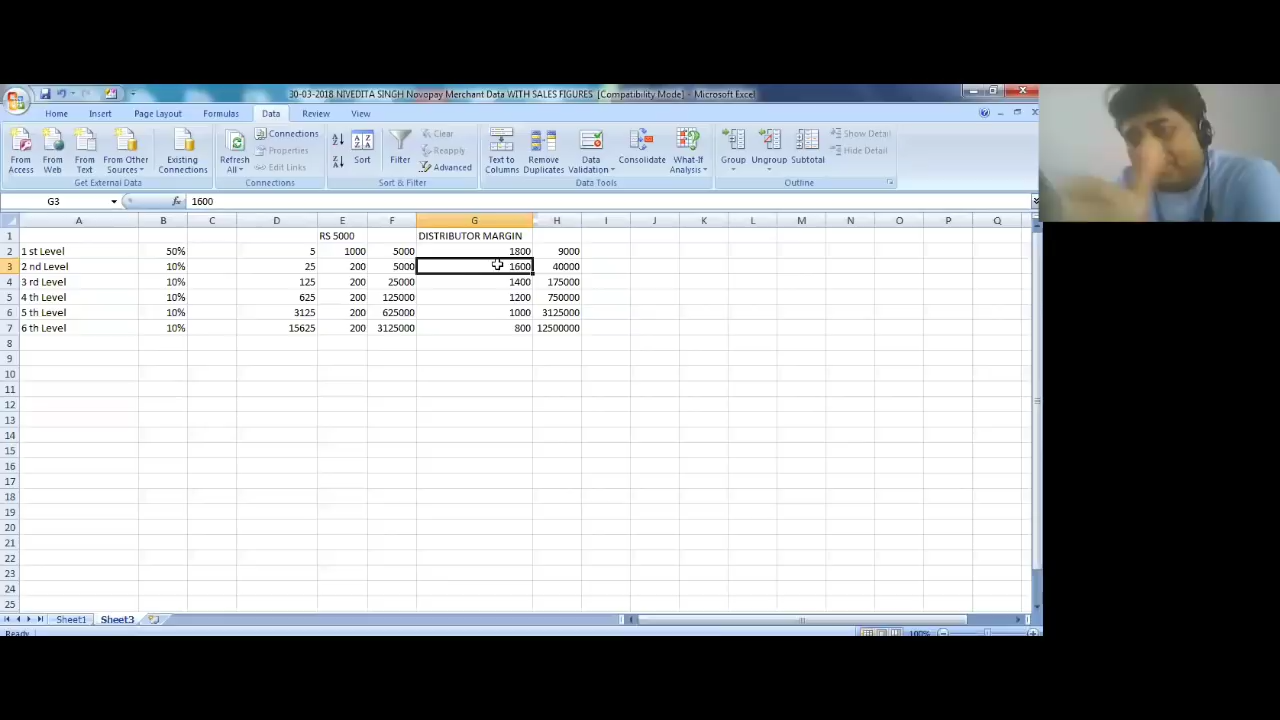 30-03-2018 NIVEDITA SINGH Novopay Merchant Data WITH SALES FIGURES [Compatibility Mode] - Microsoft Excel
Home Insert Page Layout Formulas Data Review View
From Access From Web From Text From Other Sources Existing Connections Refresh All Connections Properties Edit Links Sort Filter Clear Reapply Advanced Text to Columns Remove Duplicates Data Validation Consolidate What-If Analysis Group Ungroup Subtotal Show Detail Hide Detail
Get External Data Connections Sort & Filter Data Tools Outline
G3 fx 1600
A B C D E F G H I J K L M N O P Q
1 RS 5000 DISTRIBUTOR MARGIN
2 1 st Level 50% 5 1000 5000 1800 9000
3 2 nd Level 10% 25 200 5000 1600 40000
4 3 rd Level 10% 125 200 25000 1400 175000
5 4 th Level 10% 625 200 125000 1200 750000
6 5 th Level 10% 3125 200 625000 1000 3125000
7 6 th Level 10% 15625 200 3125000 800 12500000
8
9
10
11
12
13
14
15
16
17
18
19
20
21
22
23
24
25
Sheet1 Sheet3
Ready 100%